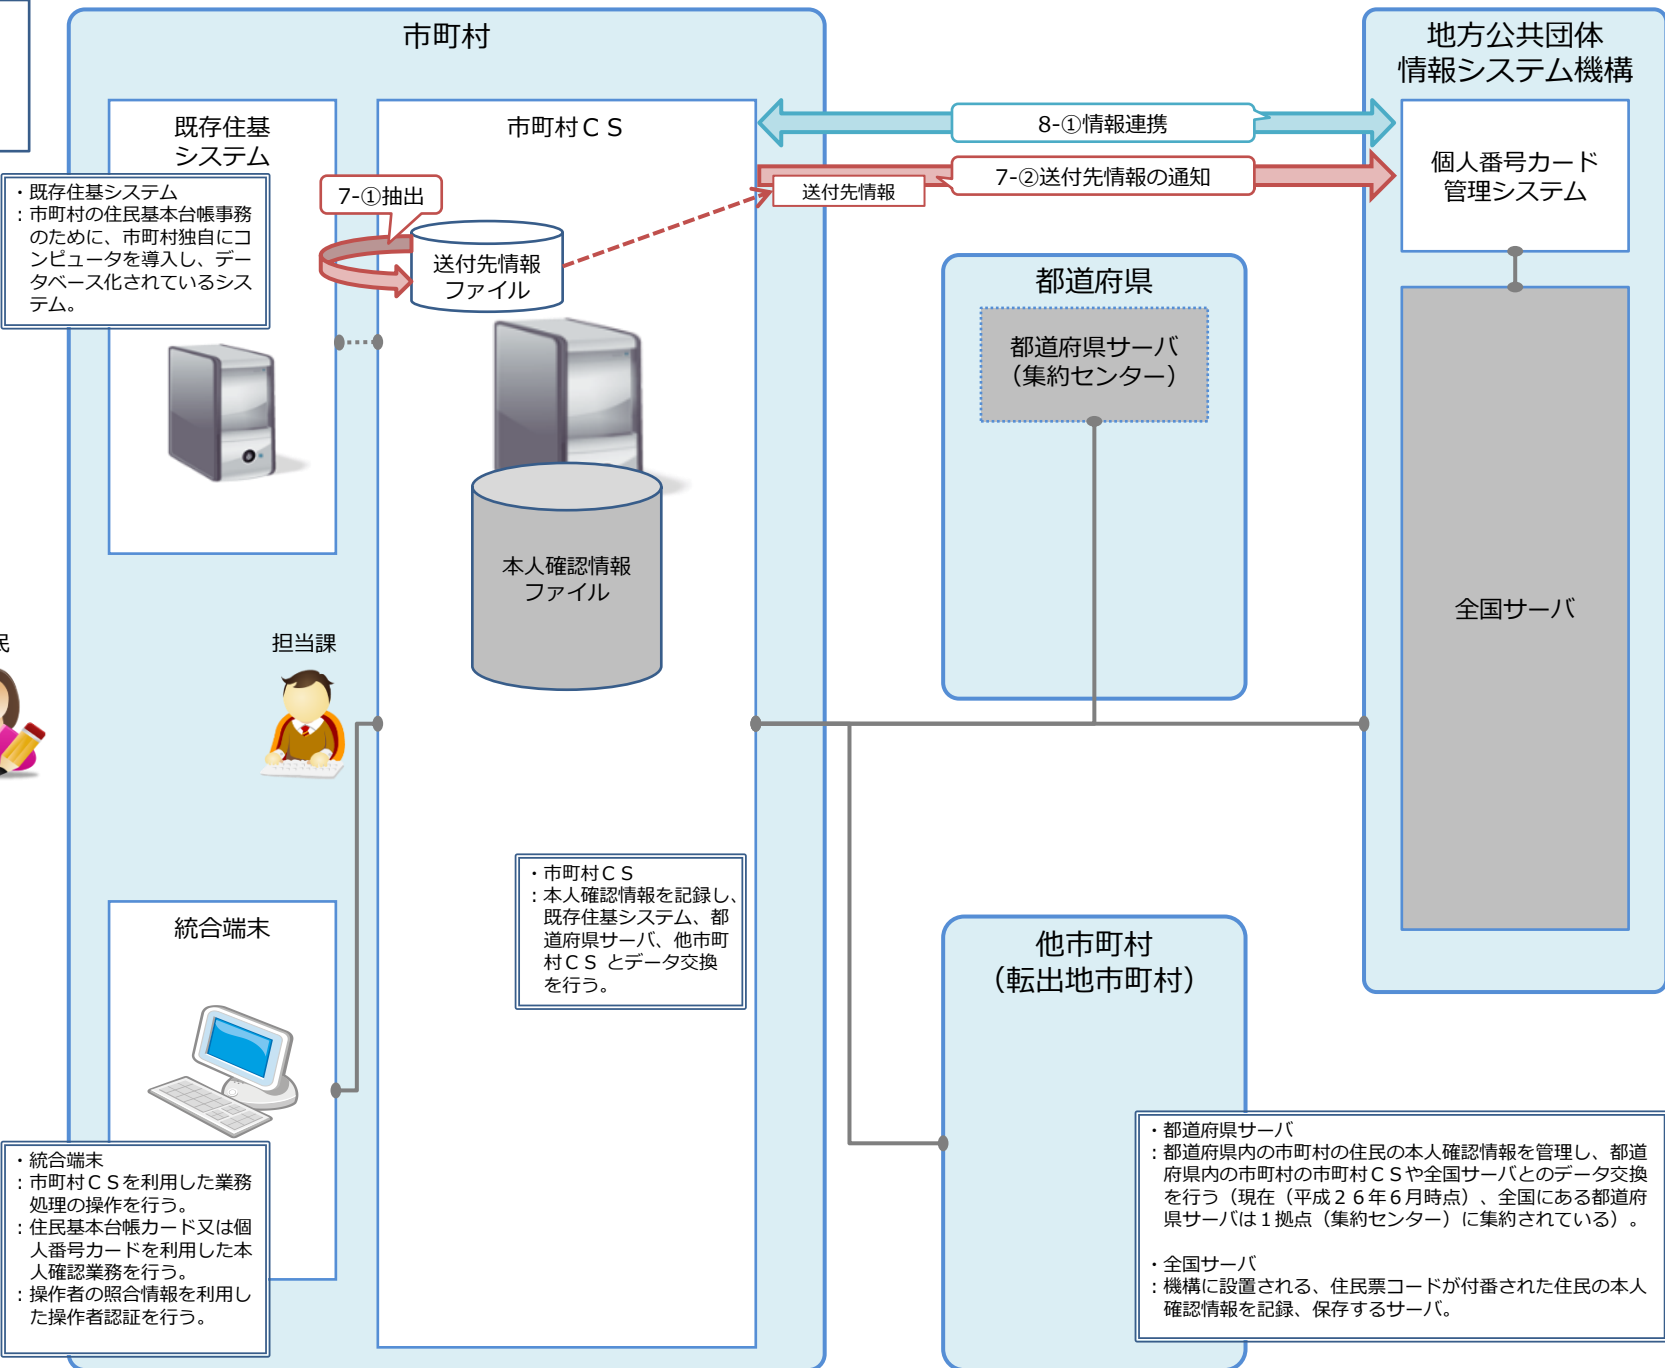 市町村
地方公共団体
情報システム機構
既存住基
システム
市町村ＣＳ
8-①情報連携
個人番号カード
管理システム
・既存住基システム
：市町村の住民基本台帳事務
のために、市町村独自にコ
ンピュータを導入し、デー
タベース化されているシス
テム。
7-①抽出
送付先情報
7-②送付先情報の通知
送付先情報
ファイル
都道府県
都道府県サーバ
（集約センター）
本人確認情報
ファイル
全国サーバ
民
担当課
・市町村ＣＳ
：本人確認情報を記録し、
既存住基システム、都
道府県サーバ、他市町
村ＣＳ とデータ交換
を行う。
統合端末
他市町村
（転出地市町村）
・統合端末
：市町村ＣＳを利用した業務
処理の操作を行う。
：住民基本台帳カード又は個
人番号カードを利用した本
人確認業務を行う。
：操作者の照合情報を利用し
た操作者認証を行う。
・都道府県サーバ
：都道府県内の市町村の住民の本人確認情報を管理し、都道
府県内の市町村の市町村ＣＳや全国サーバとのデータ交換
を行う（現在（平成２６年６月時点）、全国にある都道府
県サーバは１拠点（集約センター）に集約されている）。
・全国サーバ
：機構に設置される、住民票コードが付番された住民の本人
確認情報を記録、保存するサーバ。